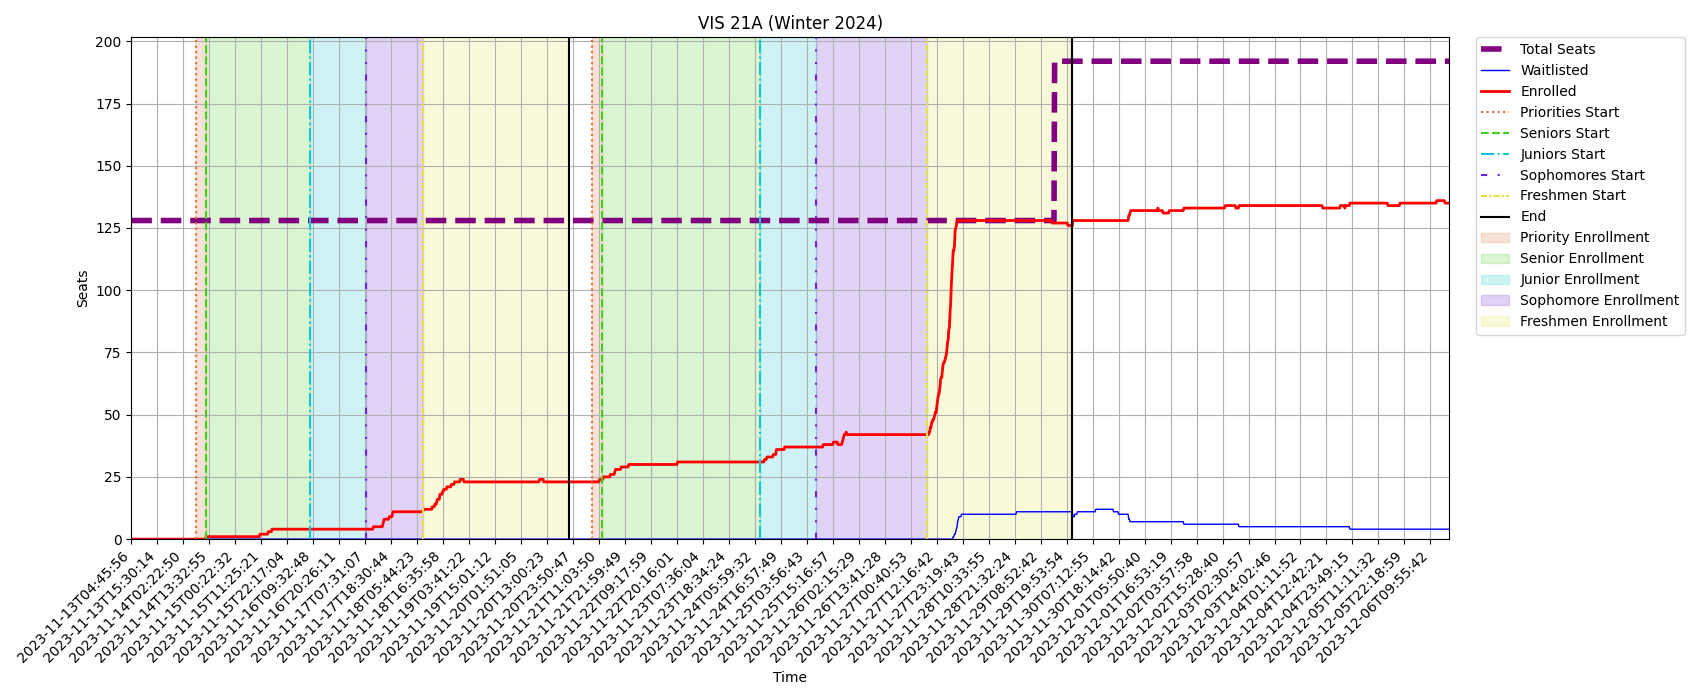 VIS 21A (Winter 2024)
Seats
200
175
150
125
100
75
50
25
0
2023-11-13T04:45:56
2023-11-13T15:30:14
2023-11-14T02:22:50
2023-11-14T13:32:55
2023-11-15T00:22:32
2023-11-15T11:25:21
2023-11-15T22:17:04
2023-11-16T09:32:48
2023-11-16T20:26:11
2023-11-17T07:31:07
2023-11-17T18:30:44
2023-11-18T05:44:23
2023-11-18T16:35:58
2023-11-19T03:41:22
2023-11-19T15:01:12
2023-11-20T01:51:05
2023-11-20T13:00:23
2023-11-20T23:50:47
2023-11-21T11:03:50
2023-11-21T21:59:49
2023-11-22T09:17:59
2023-11-22T20:16:01
2023-11-23T07:36:04
2023-11-23T18:34:24
2023-11-24T05:59:32
2023-11-24T16:57:49
2023-11-25T03:56:43
2023-11-25T15:16:57
2023-11-26T02:15:29
2023-11-26T13:41:28
2023-11-27T00:40:53
2023-11-27T12:16:42
2023-11-27T23:19:43
2023-11-28T10:33:55
2023-11-28T21:32:24
2023-11-29T08:52:42
2023-11-29T19:53:54
2023-11-30T07:12:55
2023-11-30T18:14:42
2023-12-01T05:50:40
2023-12-01T16:53:19
2023-12-02T03:57:58
2023-12-02T15:28:40
2023-12-03T02:30:57
2023-12-03T14:02:46
2023-12-04T01:11:52
2023-12-04T12:42:21
2023-12-04T23:49:15
2023-12-05T11:11:32
2023-12-05T22:18:59
2023-12-06T09:55:42
Time
Total Seats
Waitlisted
Enrolled
Priorities Start
Seniors Start
Juniors Start
Sophomores Start
Freshmen Start
End
Priority Enrollment
Senior Enrollment
Junior Enrollment
Sophomore Enrollment
Freshmen Enrollment